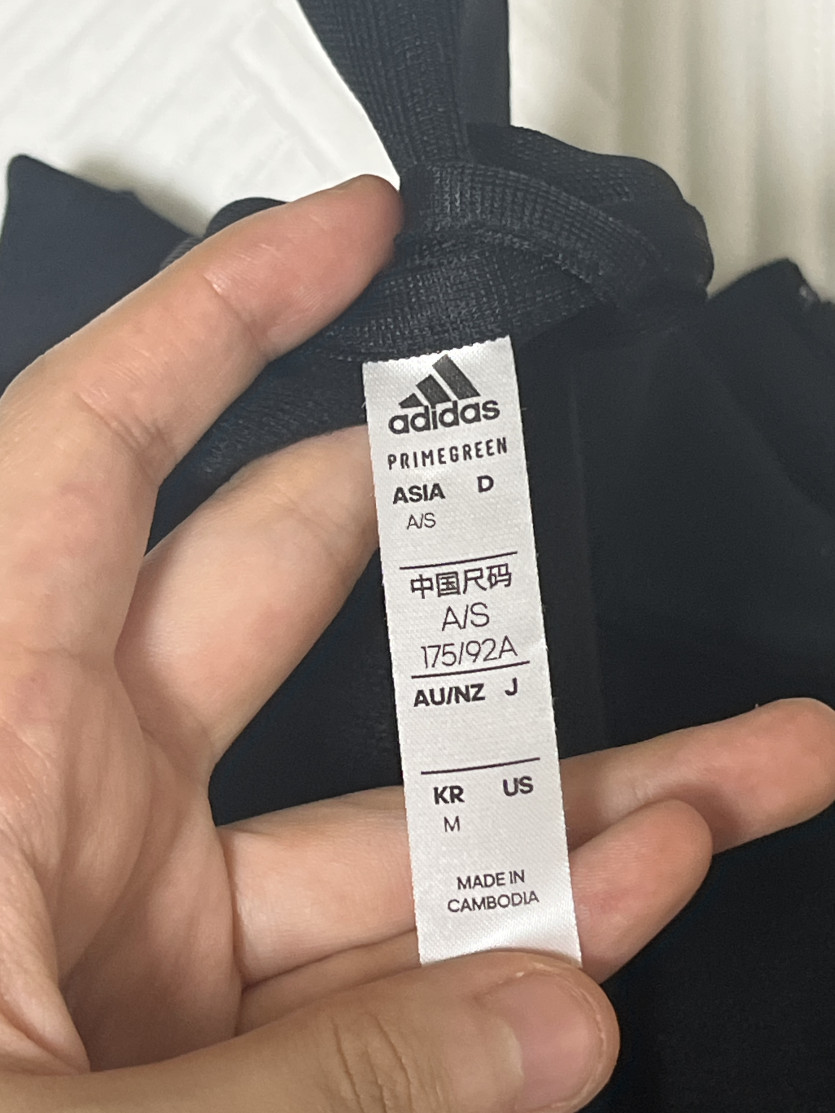 adidas
PRIMEGREEN
ASIA D
A/S
中国尺码
A/S
175/92A
AU/NZ J
KR US
M
MADE IN
CAMBODIA